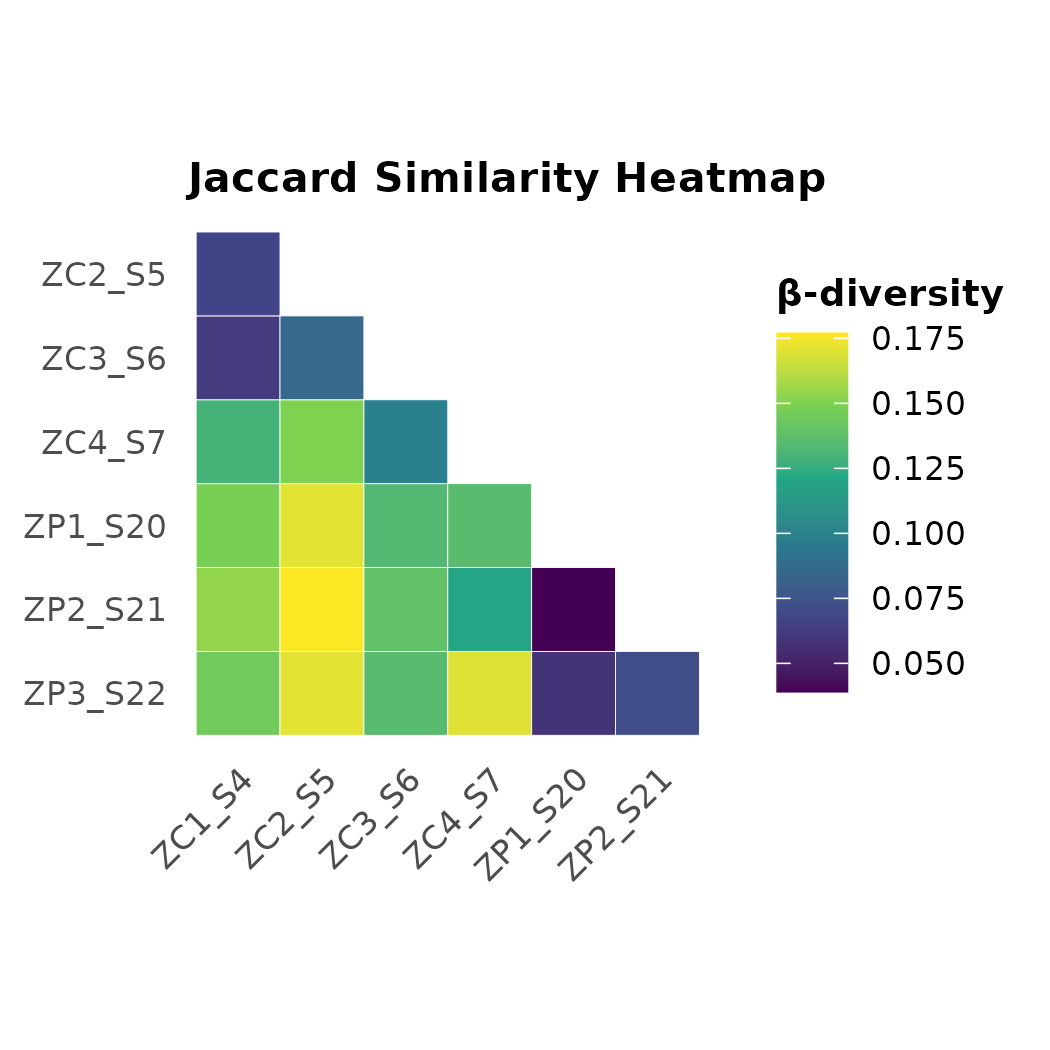 Jaccard Similarity Heatmap
ZC2_S5
ZC3_S6
ZC4_S7
ZP1_S20
ZP2_S21
ZP3_S22
ZC1_S4
ZC2_S5
ZC3_S6
ZC4_S7
ZP1_S20
ZP2_S21
β-diversity
0.175
0.150
0.125
0.100
0.075
0.050